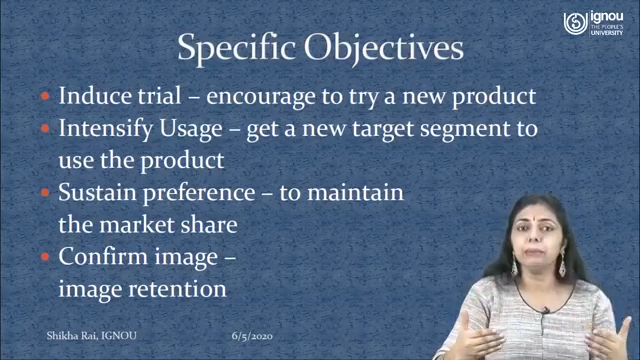 ignou
THE PEOPLE'S
UNIVERSITY
Specific Objectives
• Induce trial – encourage to try a new product
• Intensify Usage – get a new target segment to
use the product
• Sustain preference – to maintain
the market share
• Confirm image –
image retention
Shikha Rai, IGNOU 6/5/2020